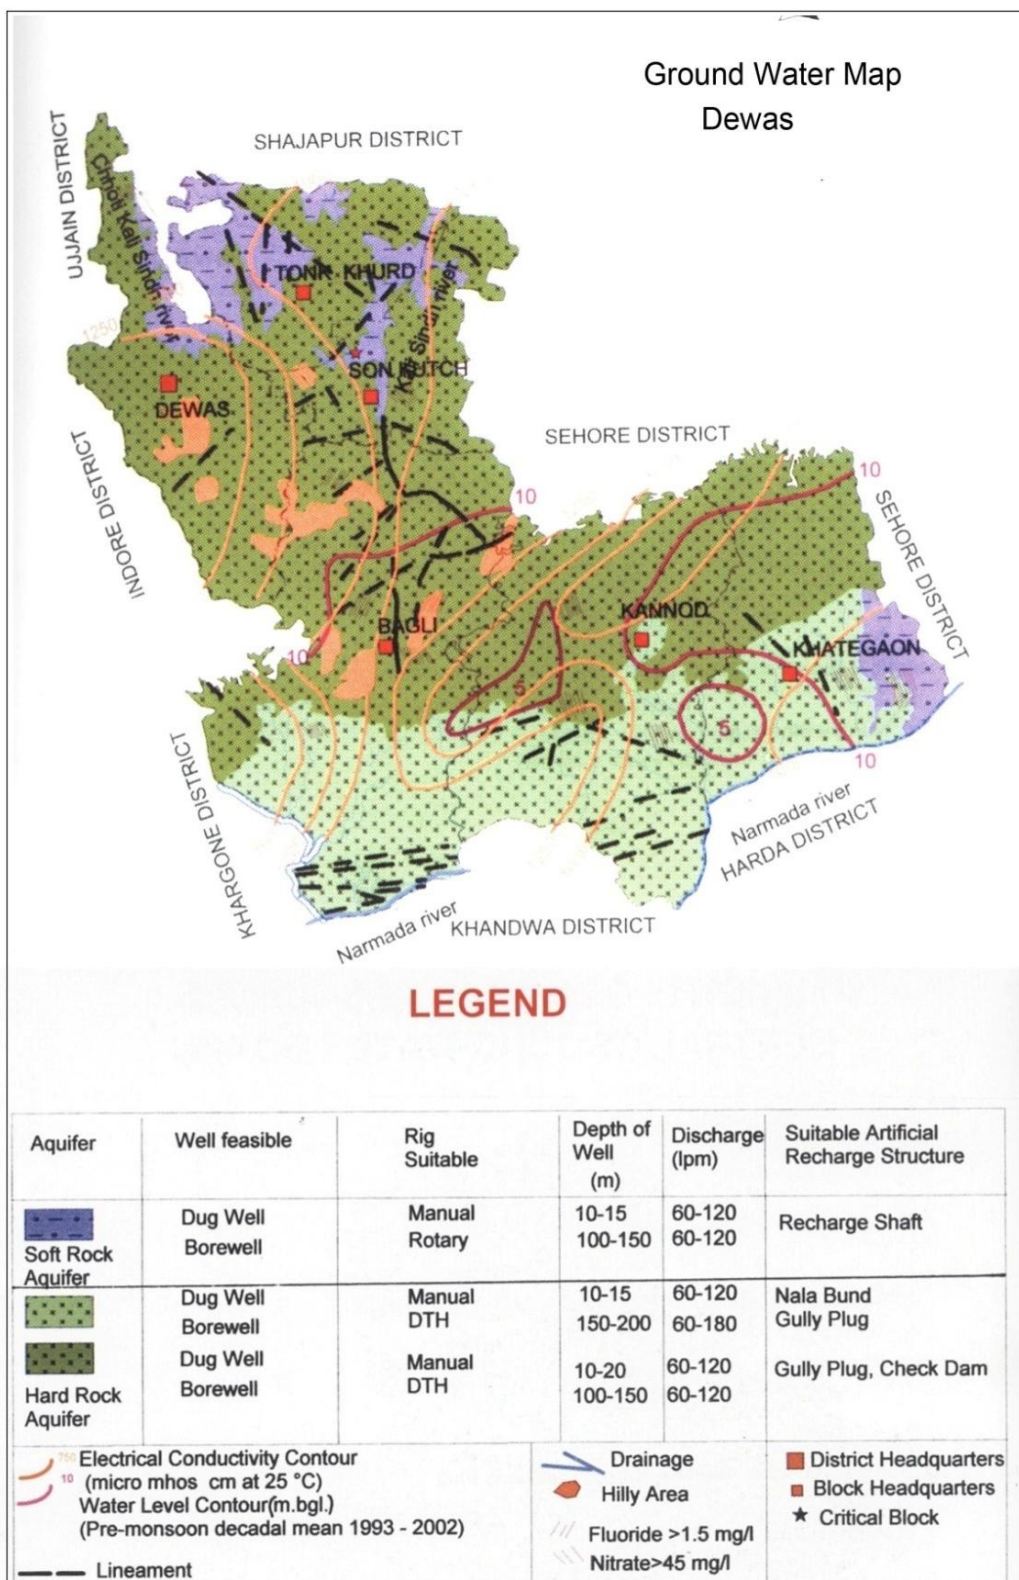 Ground Water Map
Dewas
SHAJAPUR DISTRICT
UJJAIN DISTRICT
Chhoti Kali Sindh river
TONK KHURD
Kali Sindh river
1250
SON KUTCH
DEWAS
SEHORE DISTRICT
INDORE DISTRICT
10
10
SEHORE DISTRICT
KANNOD
BAGLI
KHATEGAON
10
5
5
10
KHARGONE DISTRICT
Narmada river
HARDA DISTRICT
Narmada river
KHANDWA DISTRICT
LEGEND
Aquifer Well feasible Rig Suitable Depth of Well (m) Discharge (lpm) Suitable Artificial Recharge Structure
Soft Rock Aquifer
Dug Well Manual 10-15 60-120 Recharge Shaft
Borewell Rotary 100-150 60-120
Dug Well Manual 10-15 60-120 Nala Bund
Borewell DTH 150-200 60-180 Gully Plug
Dug Well Manual 10-20 60-120 Gully Plug, Check Dam
Borewell DTH 100-150 60-120
Hard Rock Aquifer
750 Electrical Conductivity Contour
10 (micro mhos cm at 25 °C)
Water Level Contour(m.bgl.)
(Pre-monsoon decadal mean 1993 - 2002)
Lineament
Drainage
Hilly Area
Fluoride >1.5 mg/l
Nitrate>45 mg/l
District Headquarters
Block Headquarters
Critical Block